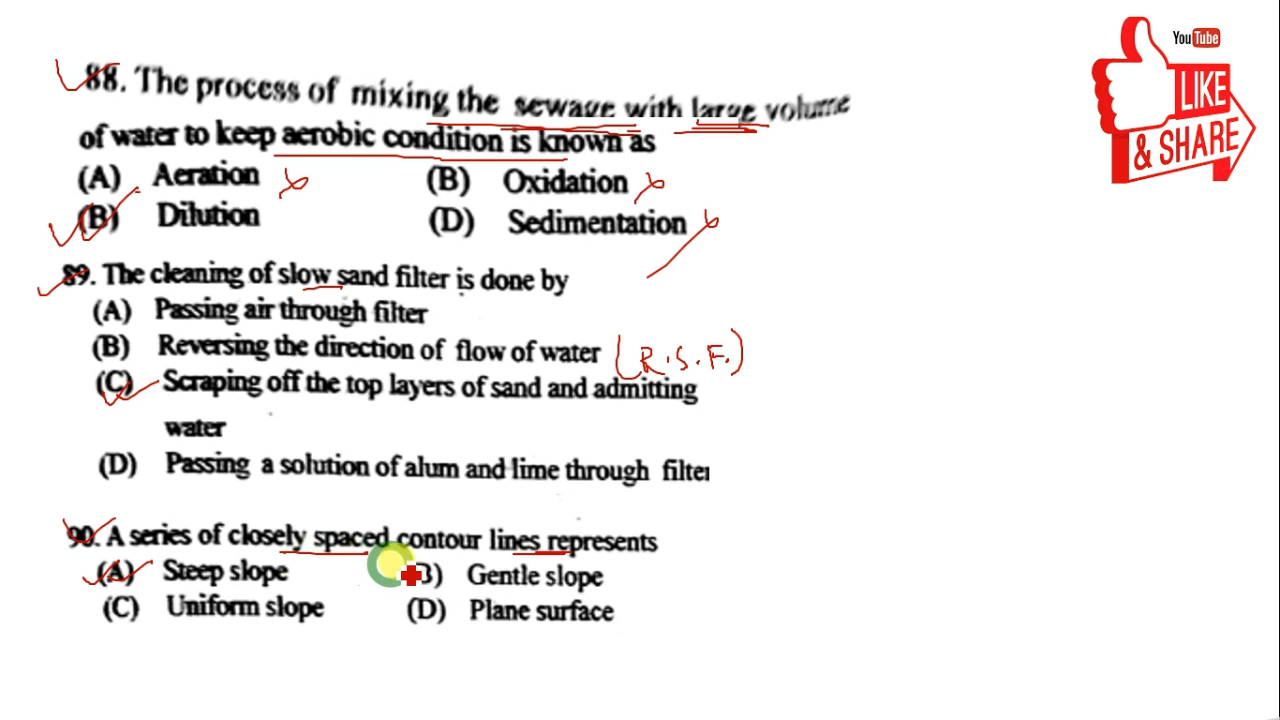 YouTube
LIKE
& SHARE
88. The process of mixing the sewage with large volume
of water to keep aerobic condition is known as
(A) Aeration (B) Oxidation
(B) Dilution (D) Sedimentation
89. The cleaning of slow sand filter is done by
(A) Passing air through filter
(B) Reversing the direction of flow of water (R.S.F.)
(C) Scraping off the top layers of sand and admitting
water
(D) Passing a solution of alum and lime through filter
90. A series of closely spaced contour lines represents
(A) Steep slope B) Gentle slope
(C) Uniform slope (D) Plane surface